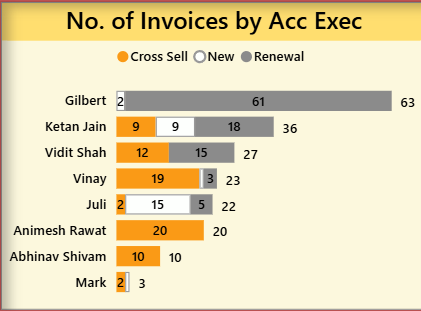 No. of Invoices by Acc Exec
Cross Sell New Renewal
Gilbert 2 61 63
Ketan Jain 9 9 18 36
Vidit Shah 12 15 27
Vinay 19 3 23
Juli 2 15 5 22
Animesh Rawat 20 20
Abhinav Shivam 10 10
Mark 2 3